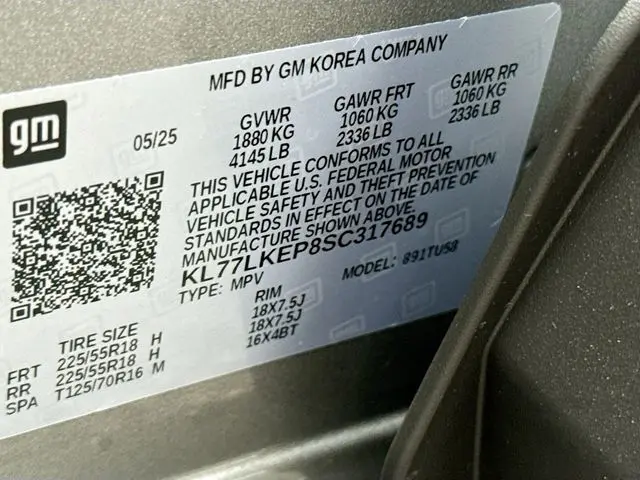 MFD BY GM KOREA COMPANY
gm
05/25
GVWR
1880 KG
4145 LB
GAWR FRT
1060 KG
2336 LB
GAWR RR
1060 KG
2336 LB
THIS VEHICLE CONFORMS TO ALL
APPLICABLE U.S. FEDERAL MOTOR
VEHICLE SAFETY AND THEFT PREVENTION
STANDARDS IN EFFECT ON THE DATE OF
MANUFACTURE SHOWN ABOVE.
KL77LKEP8SC317689
TYPE: MPV
MODEL: 891TU58
TIRE SIZE
RIM
FRT 225/55R18 H 18X7.5J
RR 225/55R18 H 18X7.5J
SPA T125/70R16 M 16X4BT